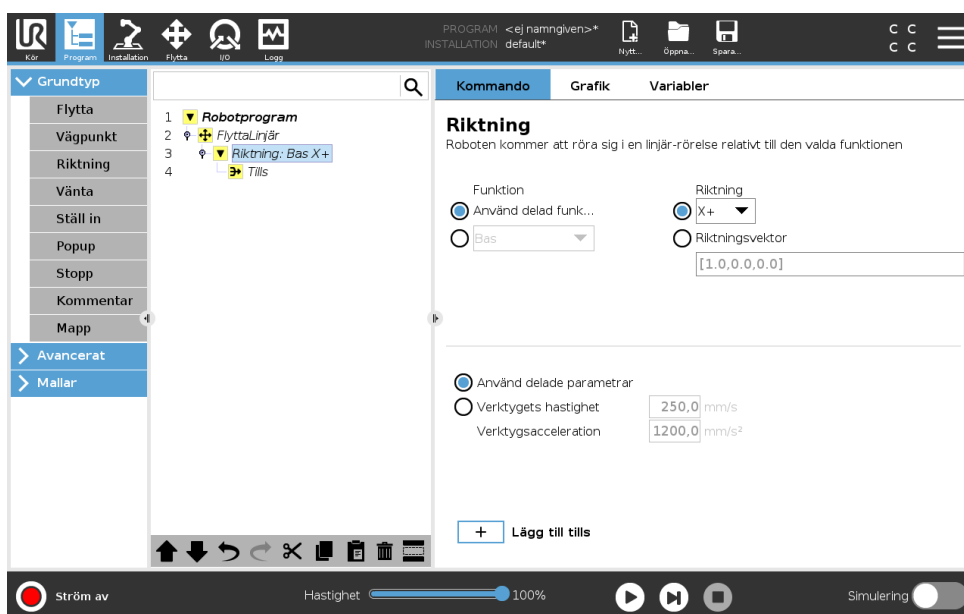 UR
Kör
Program
Installation
Flytta
I/O
Logg
PROGRAM <ej namngiven>*
INSTALLATION default*
Nytt...
Öppna...
Spara...
C C
C C
Grundtyp
Flytta
Vägpunkt
Riktning
Vänta
Ställ in
Popup
Stopp
Kommentar
Mapp
Avancerat
Mallar
1 Robotprogram
2 FlyttaLinjär
3 Riktning: Bas X+
4 Tills
Kommando Grafik Variabler
Riktning
Roboten kommer att röra sig i en linjär-rörelse relativt till den valda funktionen
Funktion
Använd delad funk...
Bas
Riktning
X+
Riktningsvektor
[1.0,0.0,0.0]
Använd delade parametrar
Verktygets hastighet 250,0 mm/s
Verktygsacceleration 1200,0 mm/s²
+ Lägg till tills
Ström av
Hastighet 100%
Simulering